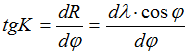 tgK = dR/dφ = dλ · cos φ/dφ